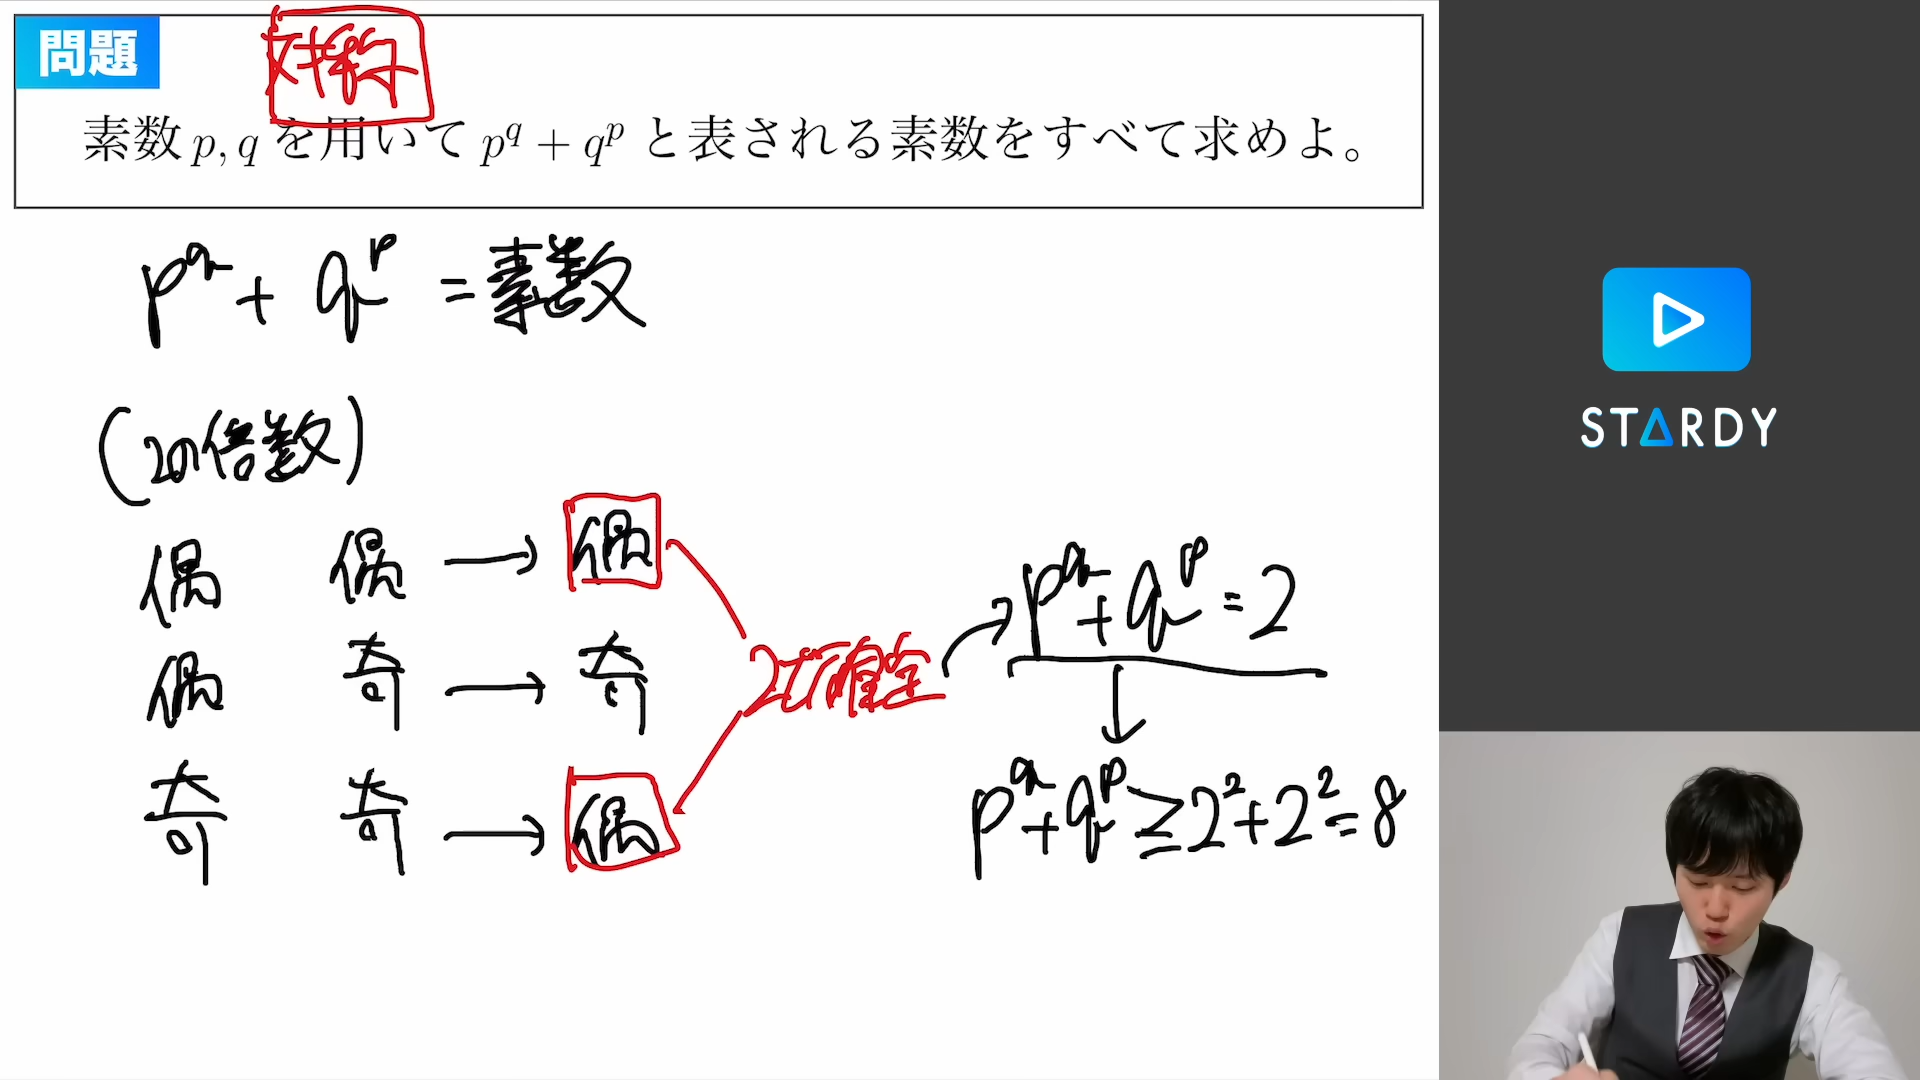 問題
対称
素数 p, q を用いて p^q + q^p と表される素数をすべて求めよ。
p^q + q^p = 素数
(2の倍数)
偶 偶 → 偶
偶 奇 → 奇
奇 奇 → 偶
2で確定
p^q + q^p = 2
p^q + q^p ≧ 2^2 + 2^2 = 8
STARDY